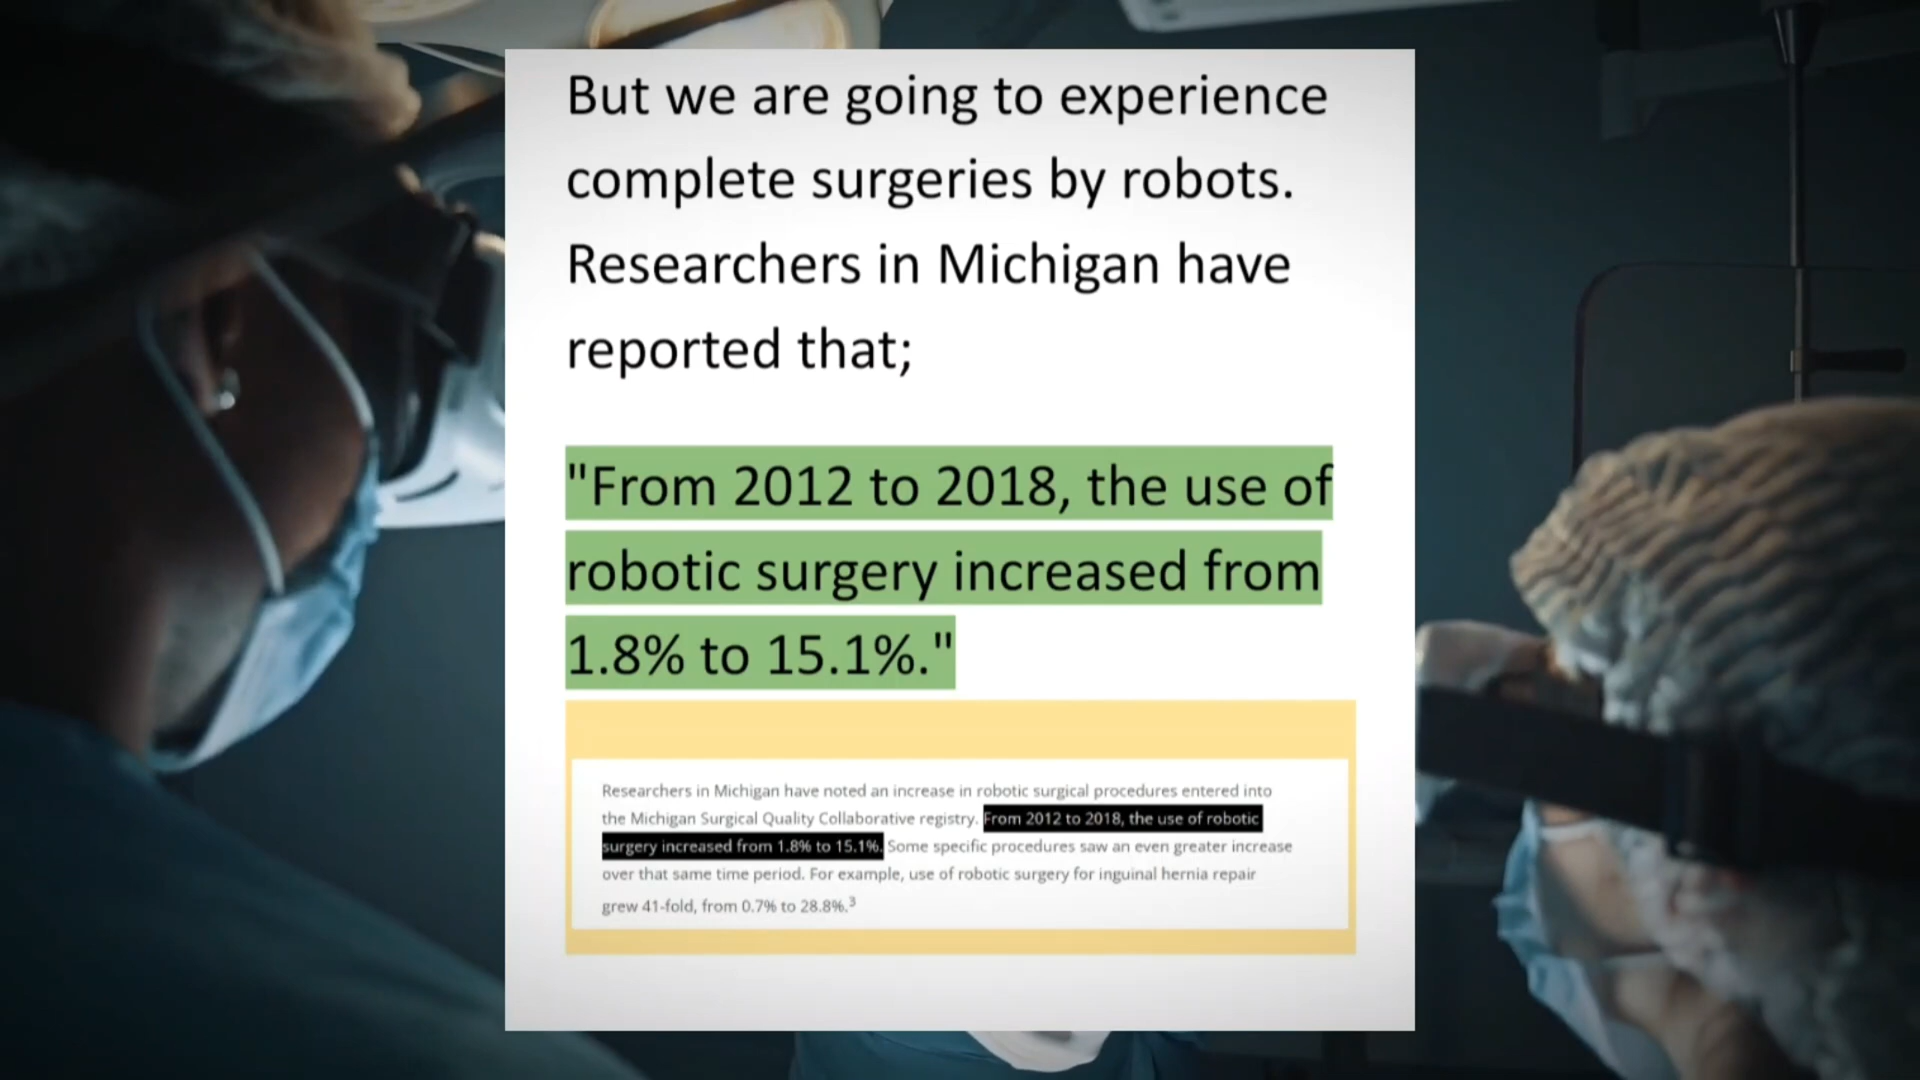 But we are going to experience
complete surgeries by robots.
Researchers in Michigan have
reported that;
"From 2012 to 2018, the use of
robotic surgery increased from
1.8% to 15.1%."
Researchers in Michigan have noted an increase in robotic surgical procedures entered into
the Michigan Surgical Quality Collaborative registry. From 2012 to 2018, the use of robotic
surgery increased from 1.8% to 15.1%. Some specific procedures saw an even greater increase
over that same time period. For example, use of robotic surgery for inguinal hernia repair
grew 41-fold, from 0.7% to 28.8%.³